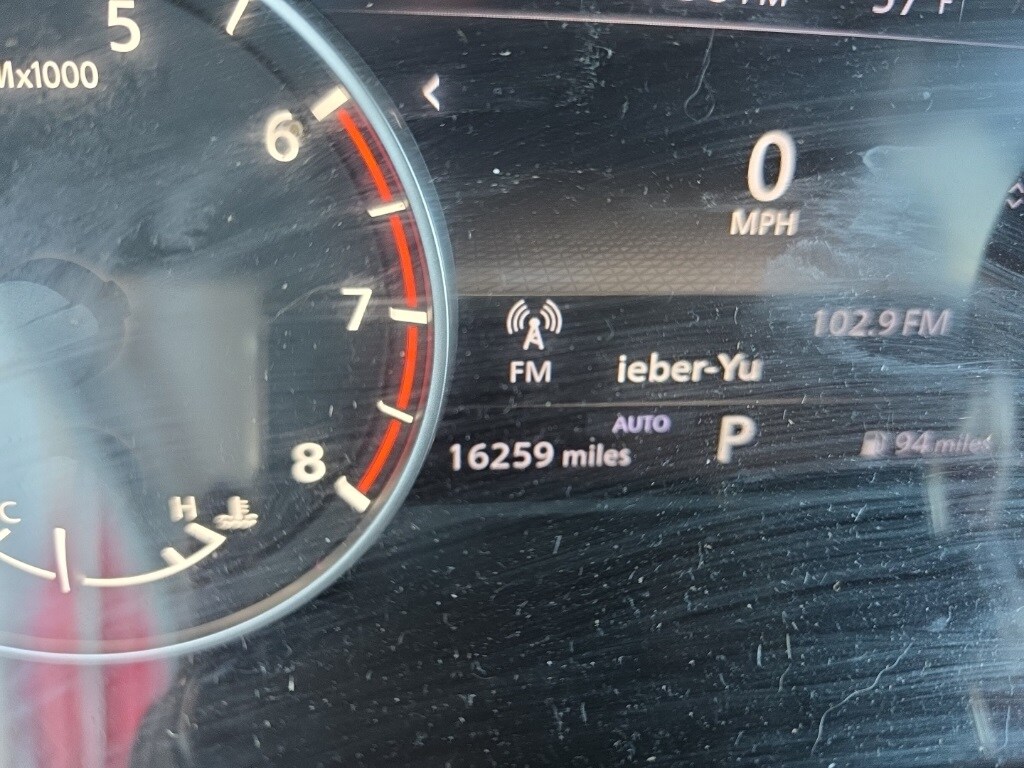 5
Mx1000
6
0
MPH
7
102.9 FM
FM
ieber-Yu
AUTO
P
16259 miles
94 miles
8
C
H